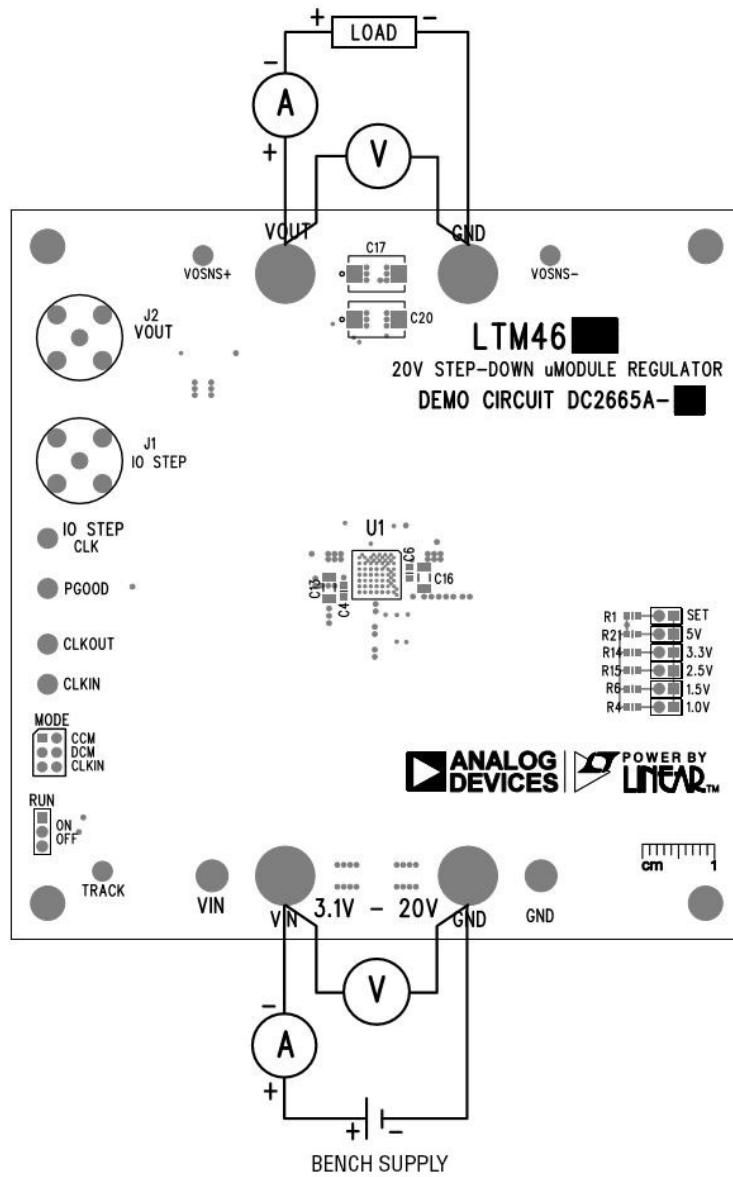 + LOAD -
-
A
+
V
VOUT
GND
C17
VOSNS+
VOSNS-
C20
J2
VOUT
LTM46
20V STEP-DOWN uMODULE REGULATOR
DEMO CIRCUIT DC2665A-
J1
IO STEP
U1
IO STEP
CLK
C6
C13
C4
C16
PGOOD
CLKOUT
CLKIN
R1 SET
R21 5V
R14 3.3V
R15 2.5V
R6 1.5V
R4 1.0V
MODE
CCM
DCM
CLKIN
ANALOG
DEVICES
POWER BY
LINEAR™
RUN
ON
OFF
cm 1
TRACK
VIN
VIN
3.1V - 20V
GND
GND
V
-
A
+
+ -
BENCH SUPPLY